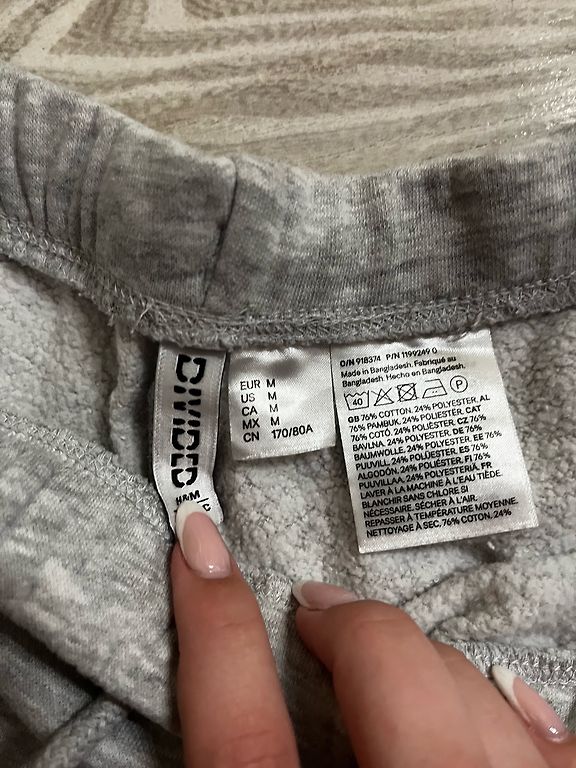 DIVIDED
H&M
EUR M
US M
CA M
MX M
CN 170/80A
O/N 918374 P/N 1199249 0
Made in Bangladesh. Fabriqué au
Bangladesh. Hecho en Bangladesh.
40 P
GB 76% COTTON, 24% POLYESTER, AL
76% PAMBUK, 24% POLIESTËR, CAT
76% COTÓ, 24% POLIÈSTER, CZ 76%
BAVLNA, 24% POLYESTER, DE 76%
BAUMWOLLE, 24% POLYESTER, EE 76%
PUUVILL, 24% POLÜESTER, ES 76%
ALGODÓN, 24% POLIÉSTER, FI 76%
PUUVILLAA, 24% POLYESTERIÄ, FR
LAVER À LA MACHINE À L'EAU TIÈDE.
BLANCHIR SANS CHLORE SI
NÉCESSAIRE. SÉCHER À L'AIR.
REPASSER À TEMPÉRATURE MOYENNE.
NETTOYAGE À SEC, 76% COTON, 24%